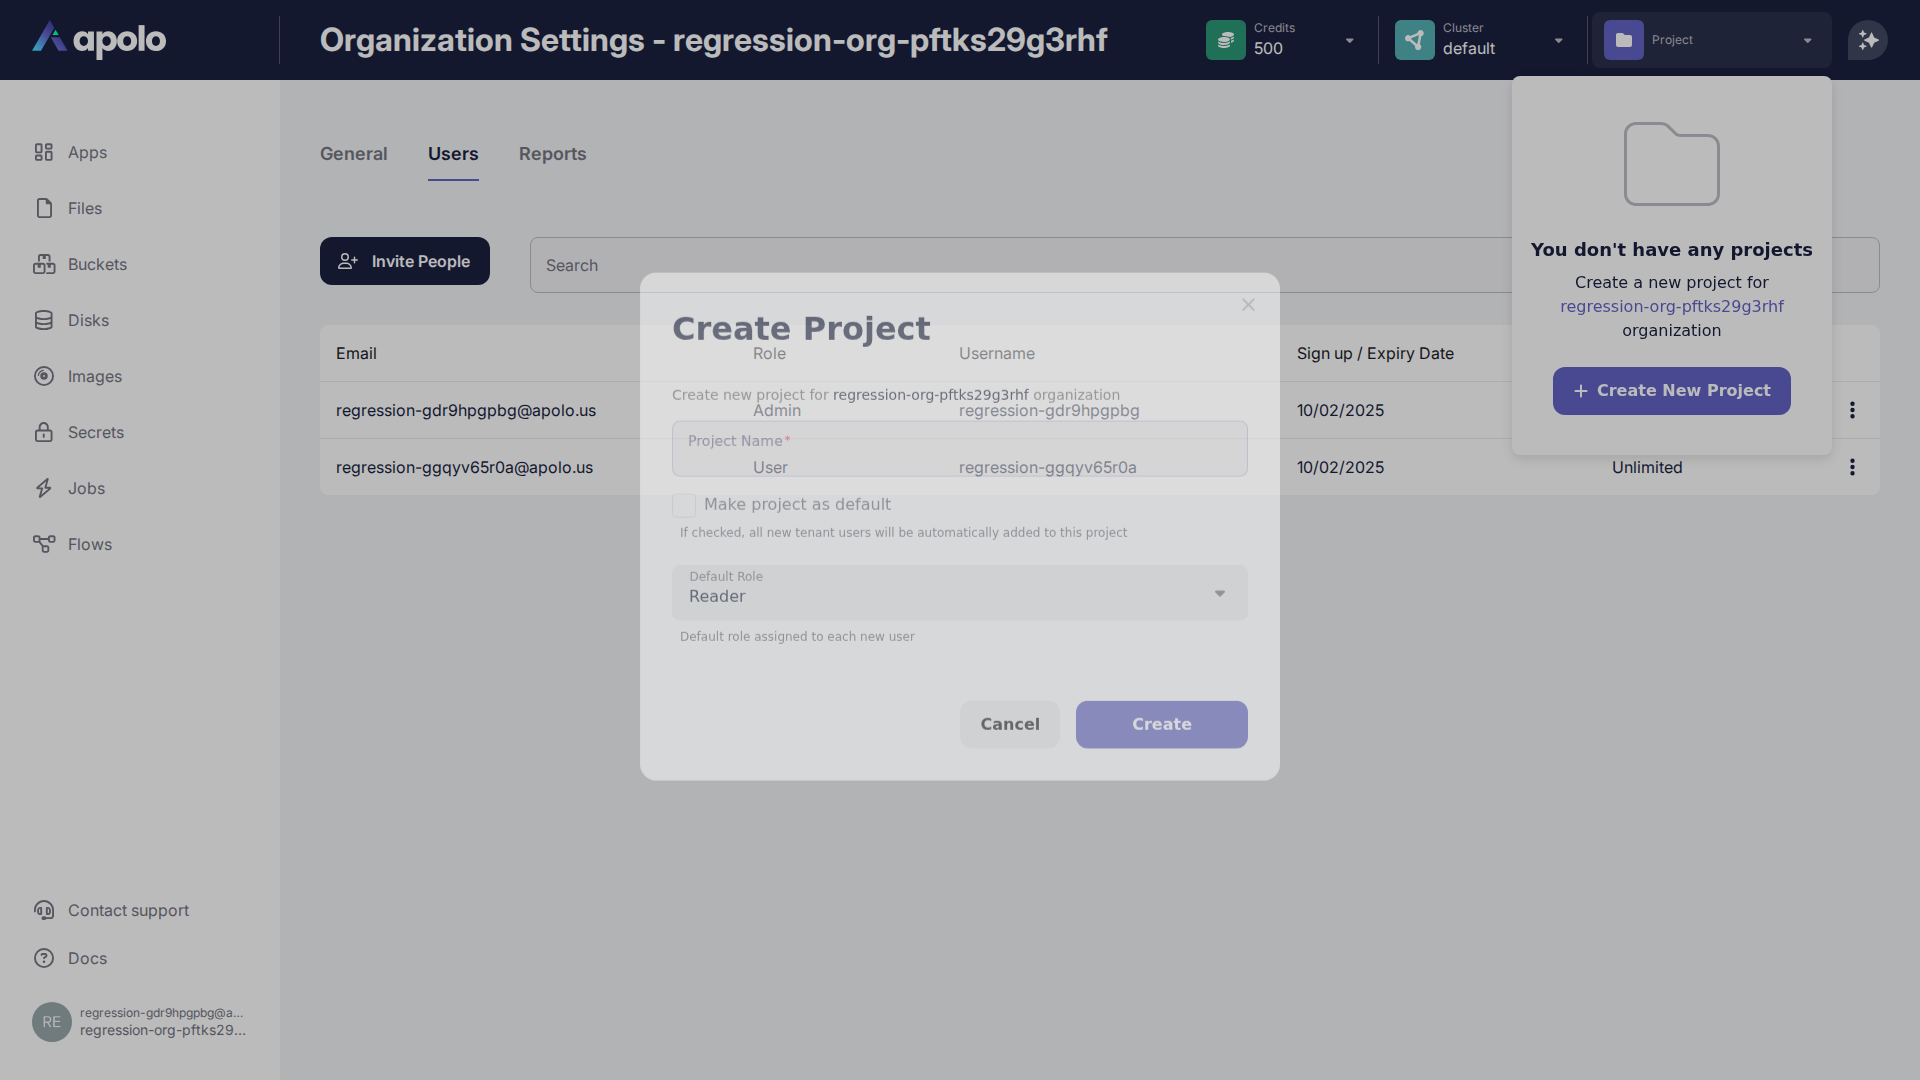 apolo
Organization Settings - regression-org-pftks29g3rhf
Credits
500
Cluster
default
Project
Apps
Files
Buckets
Disks
Images
Secrets
Jobs
Flows
Contact support
Docs
RE
regression-gdr9hpgpbg@a...
regression-org-pftks29...
General
Users
Reports
Invite People
Search
Email
Role
Username
Sign up / Expiry Date
regression-gdr9hpgpbg@apolo.us
Admin
regression-gdr9hpgpbg
10/02/2025
regression-ggqyv65r0a@apolo.us
User
regression-ggqyv65r0a
10/02/2025
Unlimited
You don't have any projects
Create a new project for
regression-org-pftks29g3rhf
organization
+ Create New Project
Create Project
Create new project for regression-org-pftks29g3rhf organization
Project Name*
Make project as default
If checked, all new tenant users will be automatically added to this project
Default Role
Reader
Default role assigned to each new user
Cancel
Create